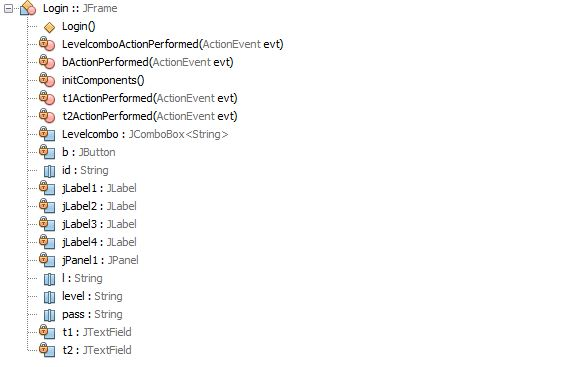 Login :: JFrame
Login()
LevelcomboActionPerformed(ActionEvent evt)
bActionPerformed(ActionEvent evt)
initComponents()
t1ActionPerformed(ActionEvent evt)
t2ActionPerformed(ActionEvent evt)
Levelcombo : JComboBox<String>
b : JButton
id : String
jLabel1 : JLabel
jLabel2 : JLabel
jLabel3 : JLabel
jLabel4 : JLabel
jPanel1 : JPanel
l : String
level : String
pass : String
t1 : JTextField
t2 : JTextField